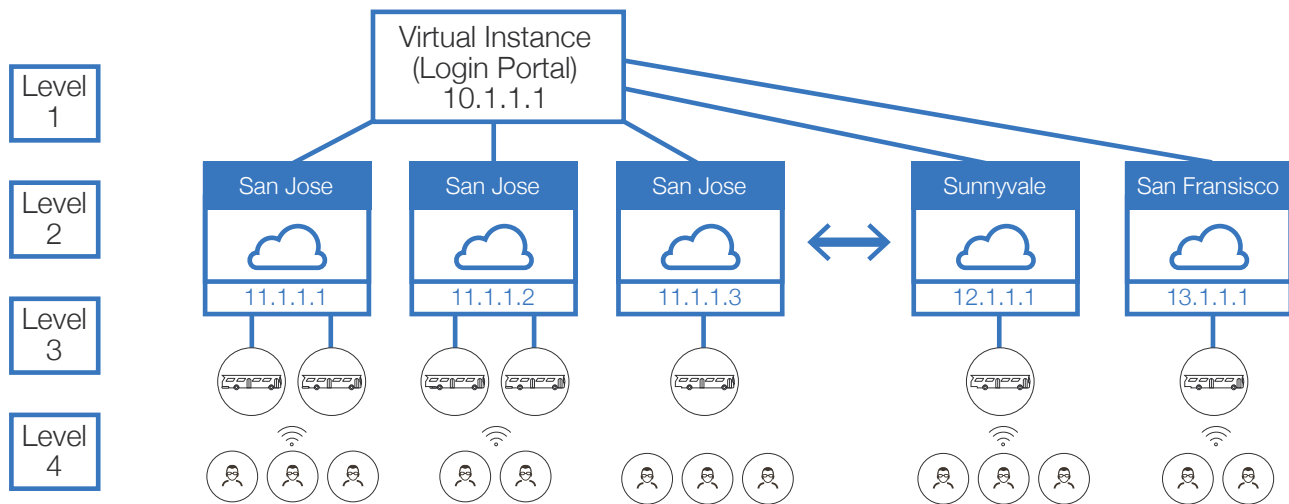 Virtual Instance
(Login Portal)
10.1.1.1
Level
1
San Jose
San Jose
San Jose
Sunnyvale
San Fransisco
Level
2
11.1.1.1
11.1.1.2
11.1.1.3
12.1.1.1
13.1.1.1
Level
3
Level
4